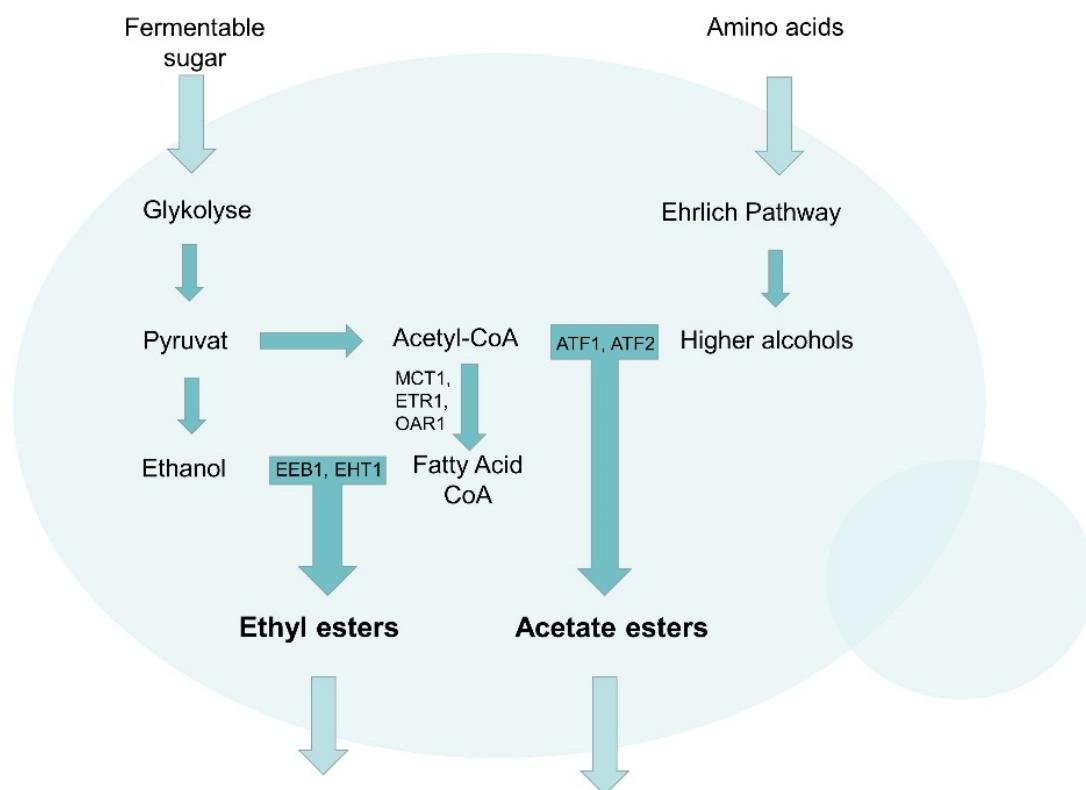 Fermentable
sugar
Amino acids
Glykolyse
Ehrlich Pathway
Pyruvat
Acetyl-CoA
ATF1, ATF2
Higher alcohols
MCT1,
ETR1,
OAR1
Ethanol
EEB1, EHT1
Fatty Acid
CoA
Ethyl esters
Acetate esters